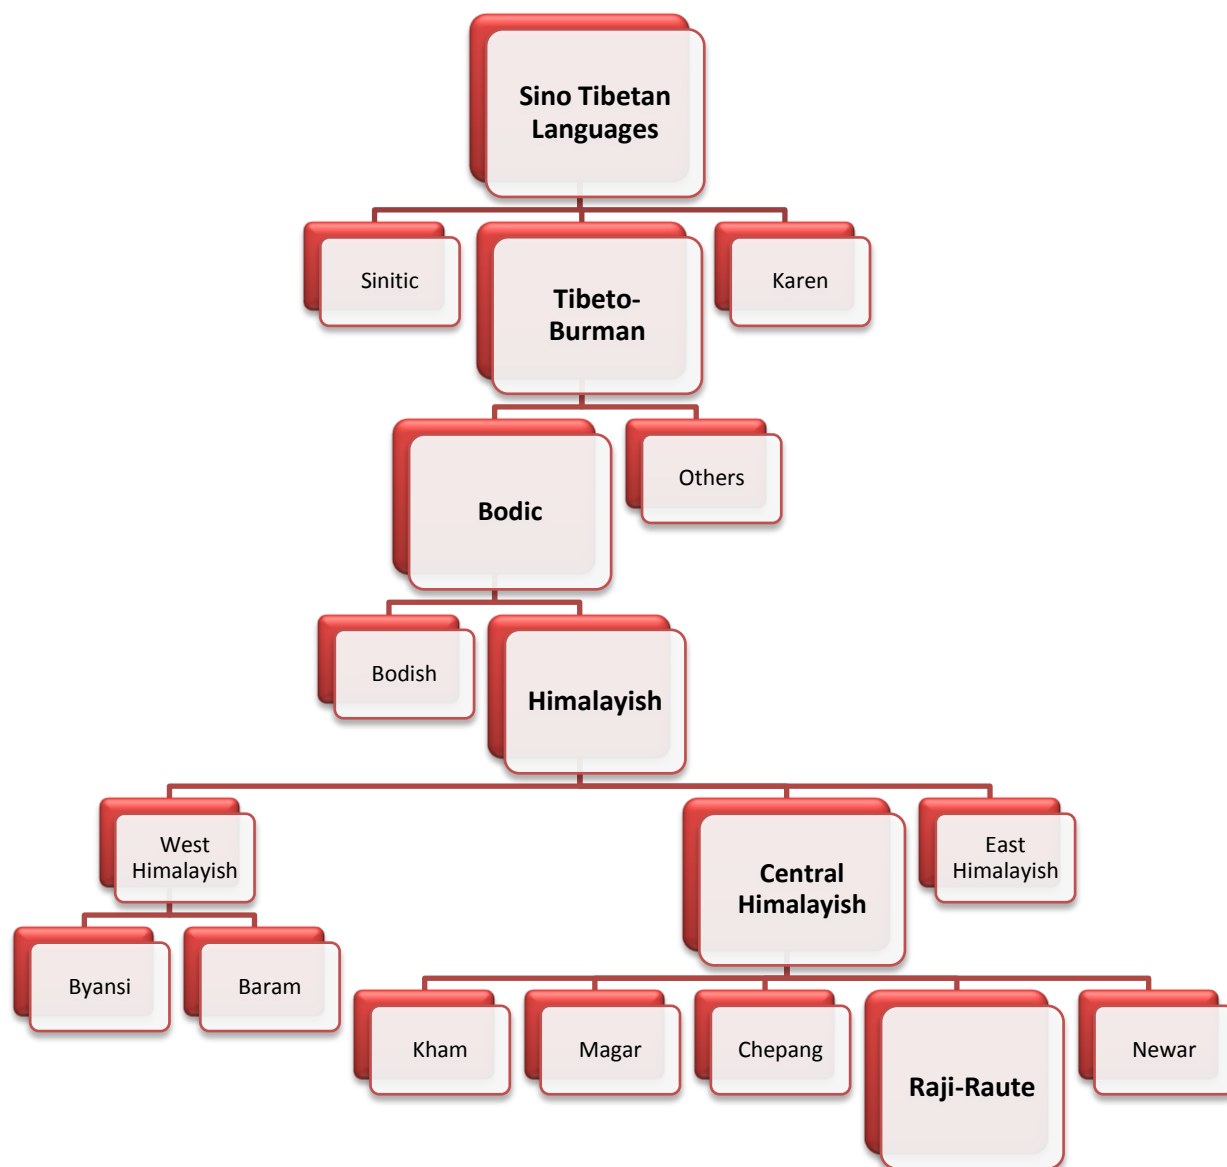 Sino Tibetan
Languages
Sinitic
Tibeto-
Burman
Karen
Bodic
Others
Bodish
Himalayish
West
Himalayish
Central
Himalayish
East
Himalayish
Byansi
Baram
Kham
Magar
Chepang
Raji-Raute
Newar